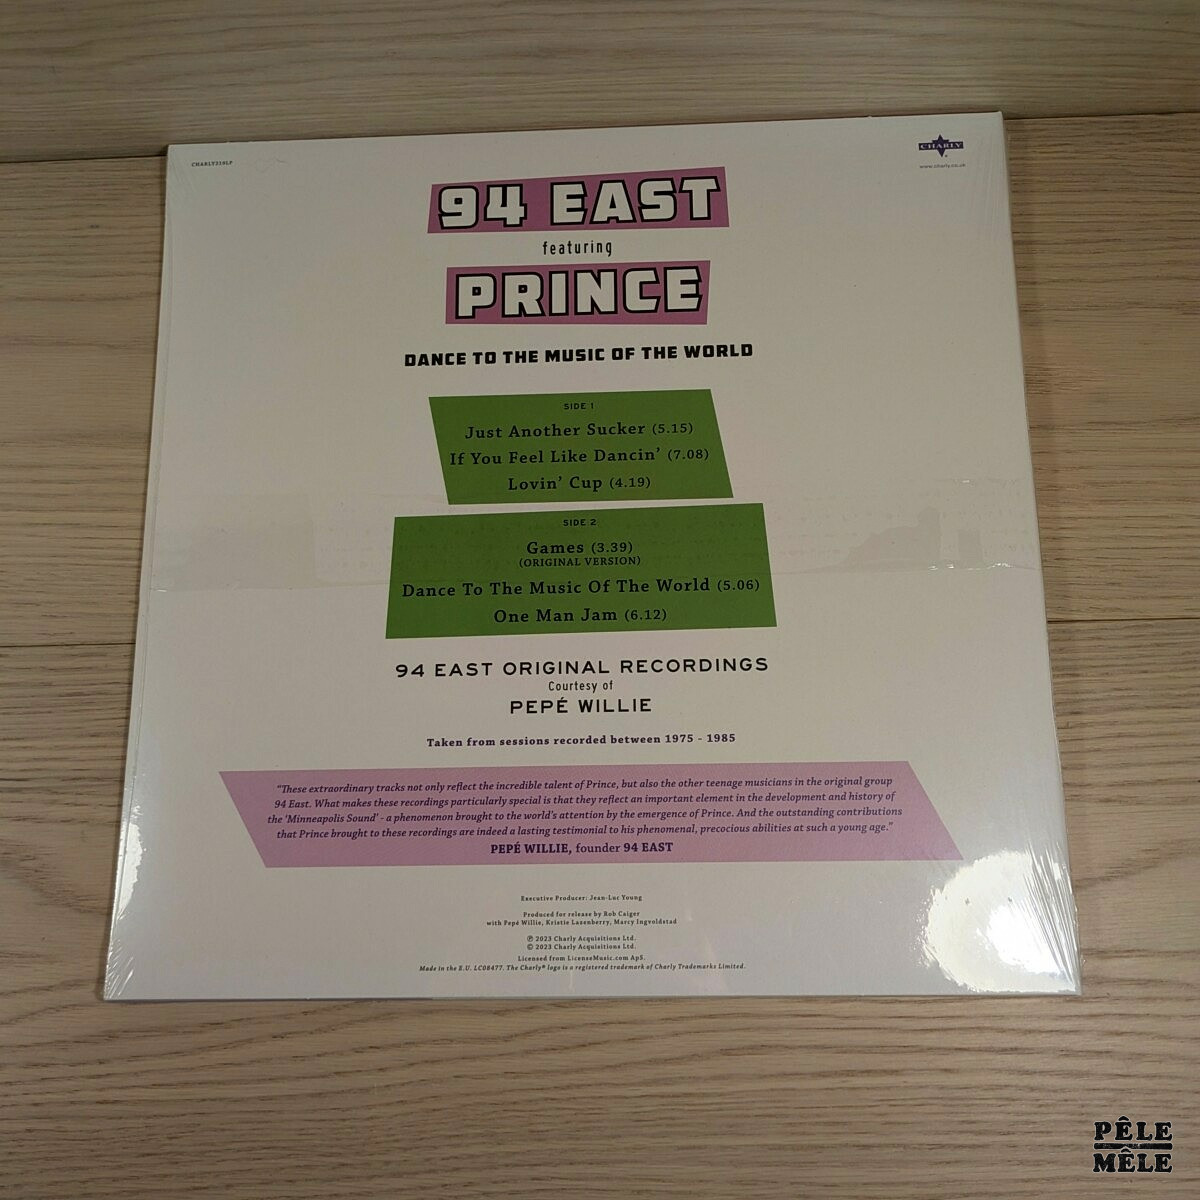 CHARLY316LP
CHARLY
www.charly.co.uk
94 EAST
featuring
PRINCE
DANCE TO THE MUSIC OF THE WORLD
SIDE 1
Just Another Sucker (5.15)
If You Feel Like Dancin’ (7.08)
Lovin’ Cup (4.19)
SIDE 2
Games (3.39)
(ORIGINAL VERSION)
Dance To The Music Of The World (5.06)
One Man Jam (6.12)
94 EAST ORIGINAL RECORDINGS
Courtesy of
PEPÉ WILLIE
Taken from sessions recorded between 1975 - 1985
“These extraordinary tracks not only reflect the incredible talent of Prince, but also the other teenage musicians in the original group
94 East. What makes these recordings particularly special is that they reflect an important element in the development and history of
the ‘Minneapolis Sound’ - a phenomenon brought to the world’s attention by the emergence of Prince. And the outstanding contributions
that Prince brought to these recordings are indeed a lasting testimonial to his phenomenal, precocious abilities at such a young age.”
PEPÉ WILLIE, founder 94 EAST
Executive Producer: Jean-Luc Young
Produced for release by Rob Caiger
with Pepé Willie, Kristie Lazenberry, Marcy Ingvoldstad
℗ 2023 Charly Acquisitions Ltd.
© 2023 Charly Acquisitions Ltd.
Licensed from LicenseMusic.com ApS.
Made in the E.U. LC08477. The Charly® logo is a registered trademark of Charly Trademarks Limited.
PÊLE
MÊLE